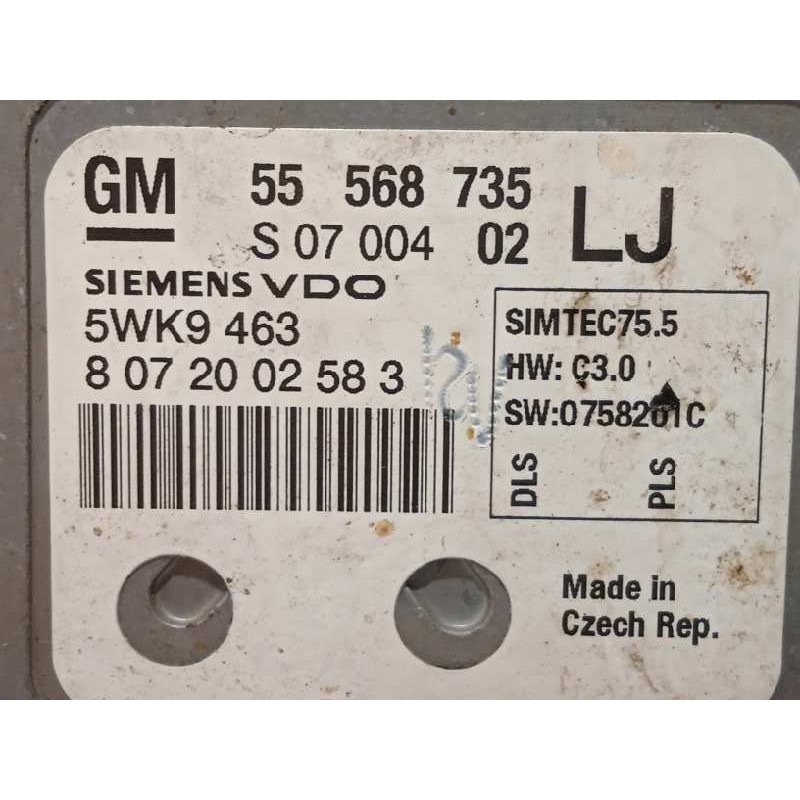 GM 55 568 735 LJ
S 07 004 02
SIEMENS VDO
5WK9 463
8 07 20 02 58 3
SIMTEC75.5
HW: C3.0
SW:0758201C
DLS PLS
Made in
Czech Rep.